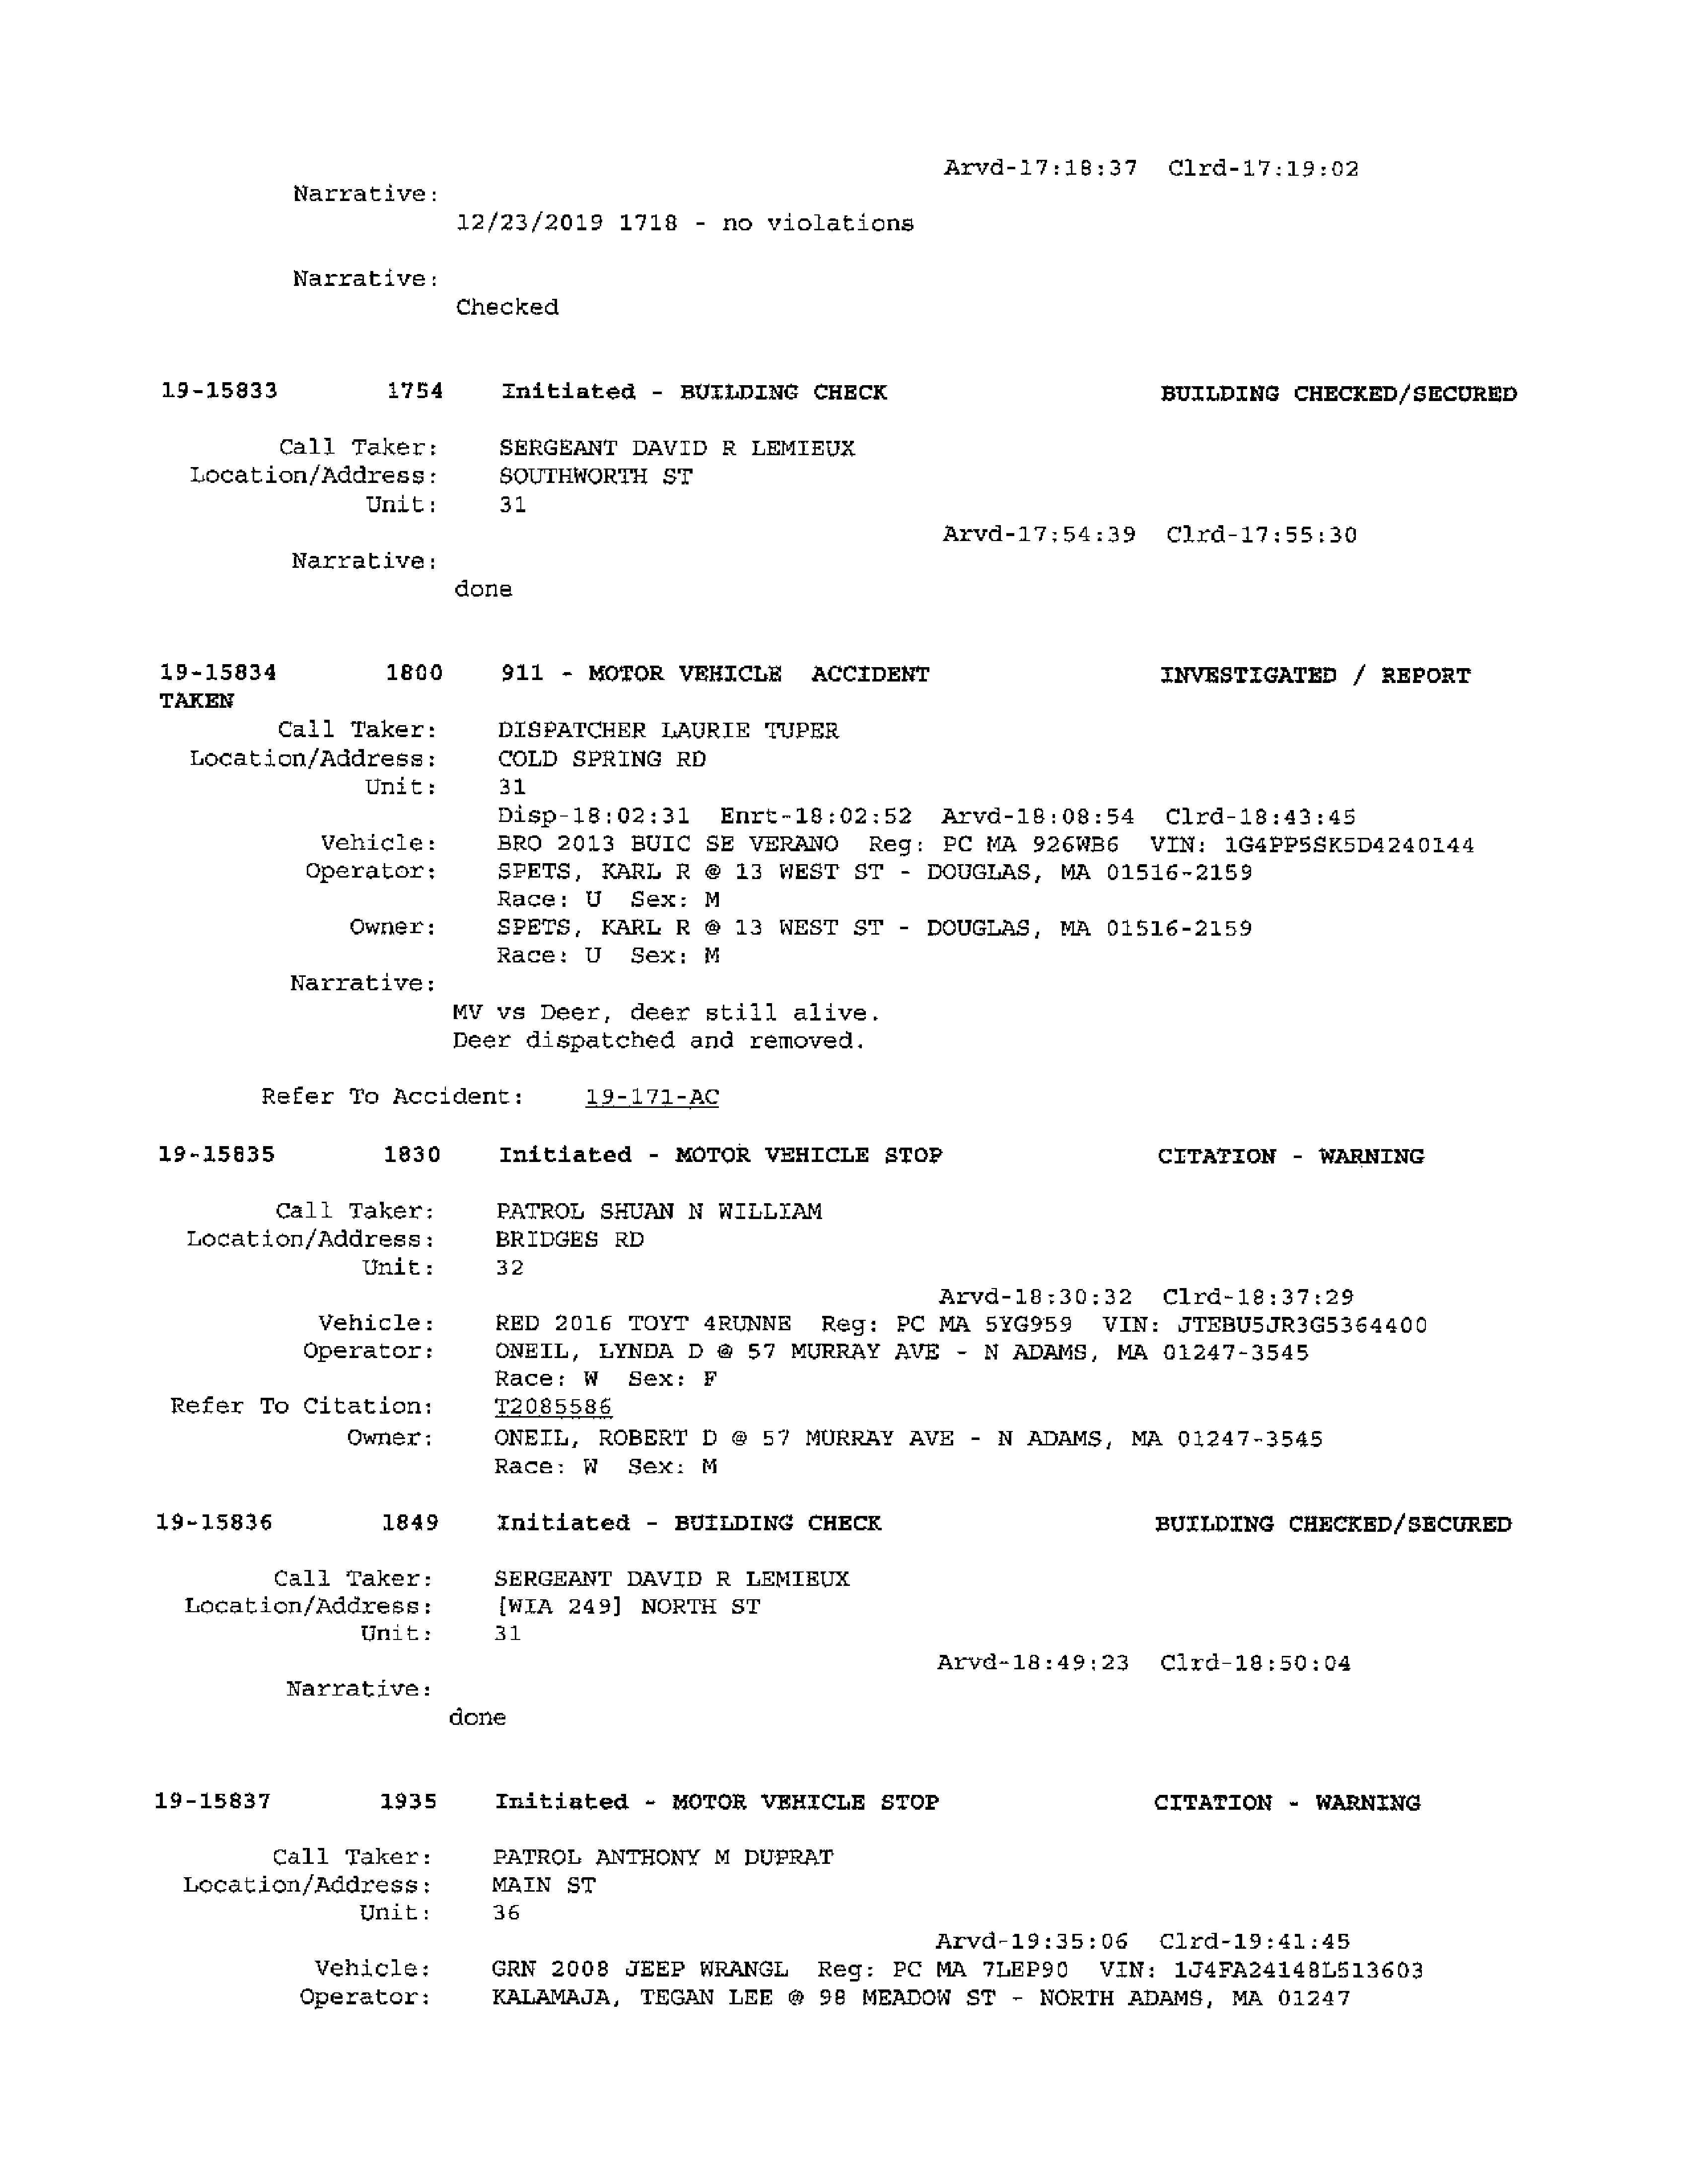 Arvd-17:18:37 Clrd-17:19:02
Narrative:
12/23/2019 1718 - no violations
Narrative:
Checked
19-15833 1754 Initiated - BUILDING CHECK BUILDING CHECKED/SECURED
Call Taker: SERGEANT DAVID R LEMIEUX
Location/Address: SOUTHWORTH ST
Unit: 31
Arvd-17:54:39 Clrd-17:55:30
Narrative:
done
19-15834 1800 911 - MOTOR VEHICLE ACCIDENT INVESTIGATED / REPORT
TAKEN
Call Taker: DISPATCHER LAURIE TUPER
Location/Address: COLD SPRING RD
Unit: 31
Disp-18:02:31 Enrt-18:02:52 Arvd-18:08:54 Clrd-18:43:45
Vehicle: BRO 2013 BUIC SE VERANO Reg: PC MA 926WB6 VIN: 1G4PP5SK5D4240144
Operator: SPETS, KARL R @ 13 WEST ST - DOUGLAS, MA 01516-2159
Race: U Sex: M
Owner: SPETS, KARL R @ 13 WEST ST - DOUGLAS, MA 01516-2159
Race: U Sex: M
Narrative:
MV vs Deer, deer still alive.
Deer dispatched and removed.
Refer To Accident: 19-171-AC
19-15835 1830 Initiated - MOTOR VEHICLE STOP CITATION - WARNING
Call Taker: PATROL SHUAN N WILLIAM
Location/Address: BRIDGES RD
Unit: 32
Arvd-18:30:32 Clrd-18:37:29
Vehicle: RED 2016 TOYT 4RUNNE Reg: PC MA 5YG959 VIN: JTEBU5JR3G5364400
Operator: ONEIL, LYNDA D @ 57 MURRAY AVE - N ADAMS, MA 01247-3545
Race: W Sex: F
Refer To Citation: T2085586
Owner: ONEIL, ROBERT D @ 57 MURRAY AVE - N ADAMS, MA 01247-3545
Race: W Sex: M
19-15836 1849 Initiated - BUILDING CHECK BUILDING CHECKED/SECURED
Call Taker: SERGEANT DAVID R LEMIEUX
Location/Address: [WIA 249] NORTH ST
Unit: 31
Arvd-18:49:23 Clrd-18:50:04
Narrative:
done
19-15837 1935 Initiated - MOTOR VEHICLE STOP CITATION - WARNING
Call Taker: PATROL ANTHONY M DUPRAT
Location/Address: MAIN ST
Unit: 36
Arvd-19:35:06 Clrd-19:41:45
Vehicle: GRN 2008 JEEP WRANGL Reg: PC MA 7LEP90 VIN: 1J4FA24148L513603
Operator: KALAMAJA, TEGAN LEE @ 98 MEADOW ST - NORTH ADAMS, MA 01247